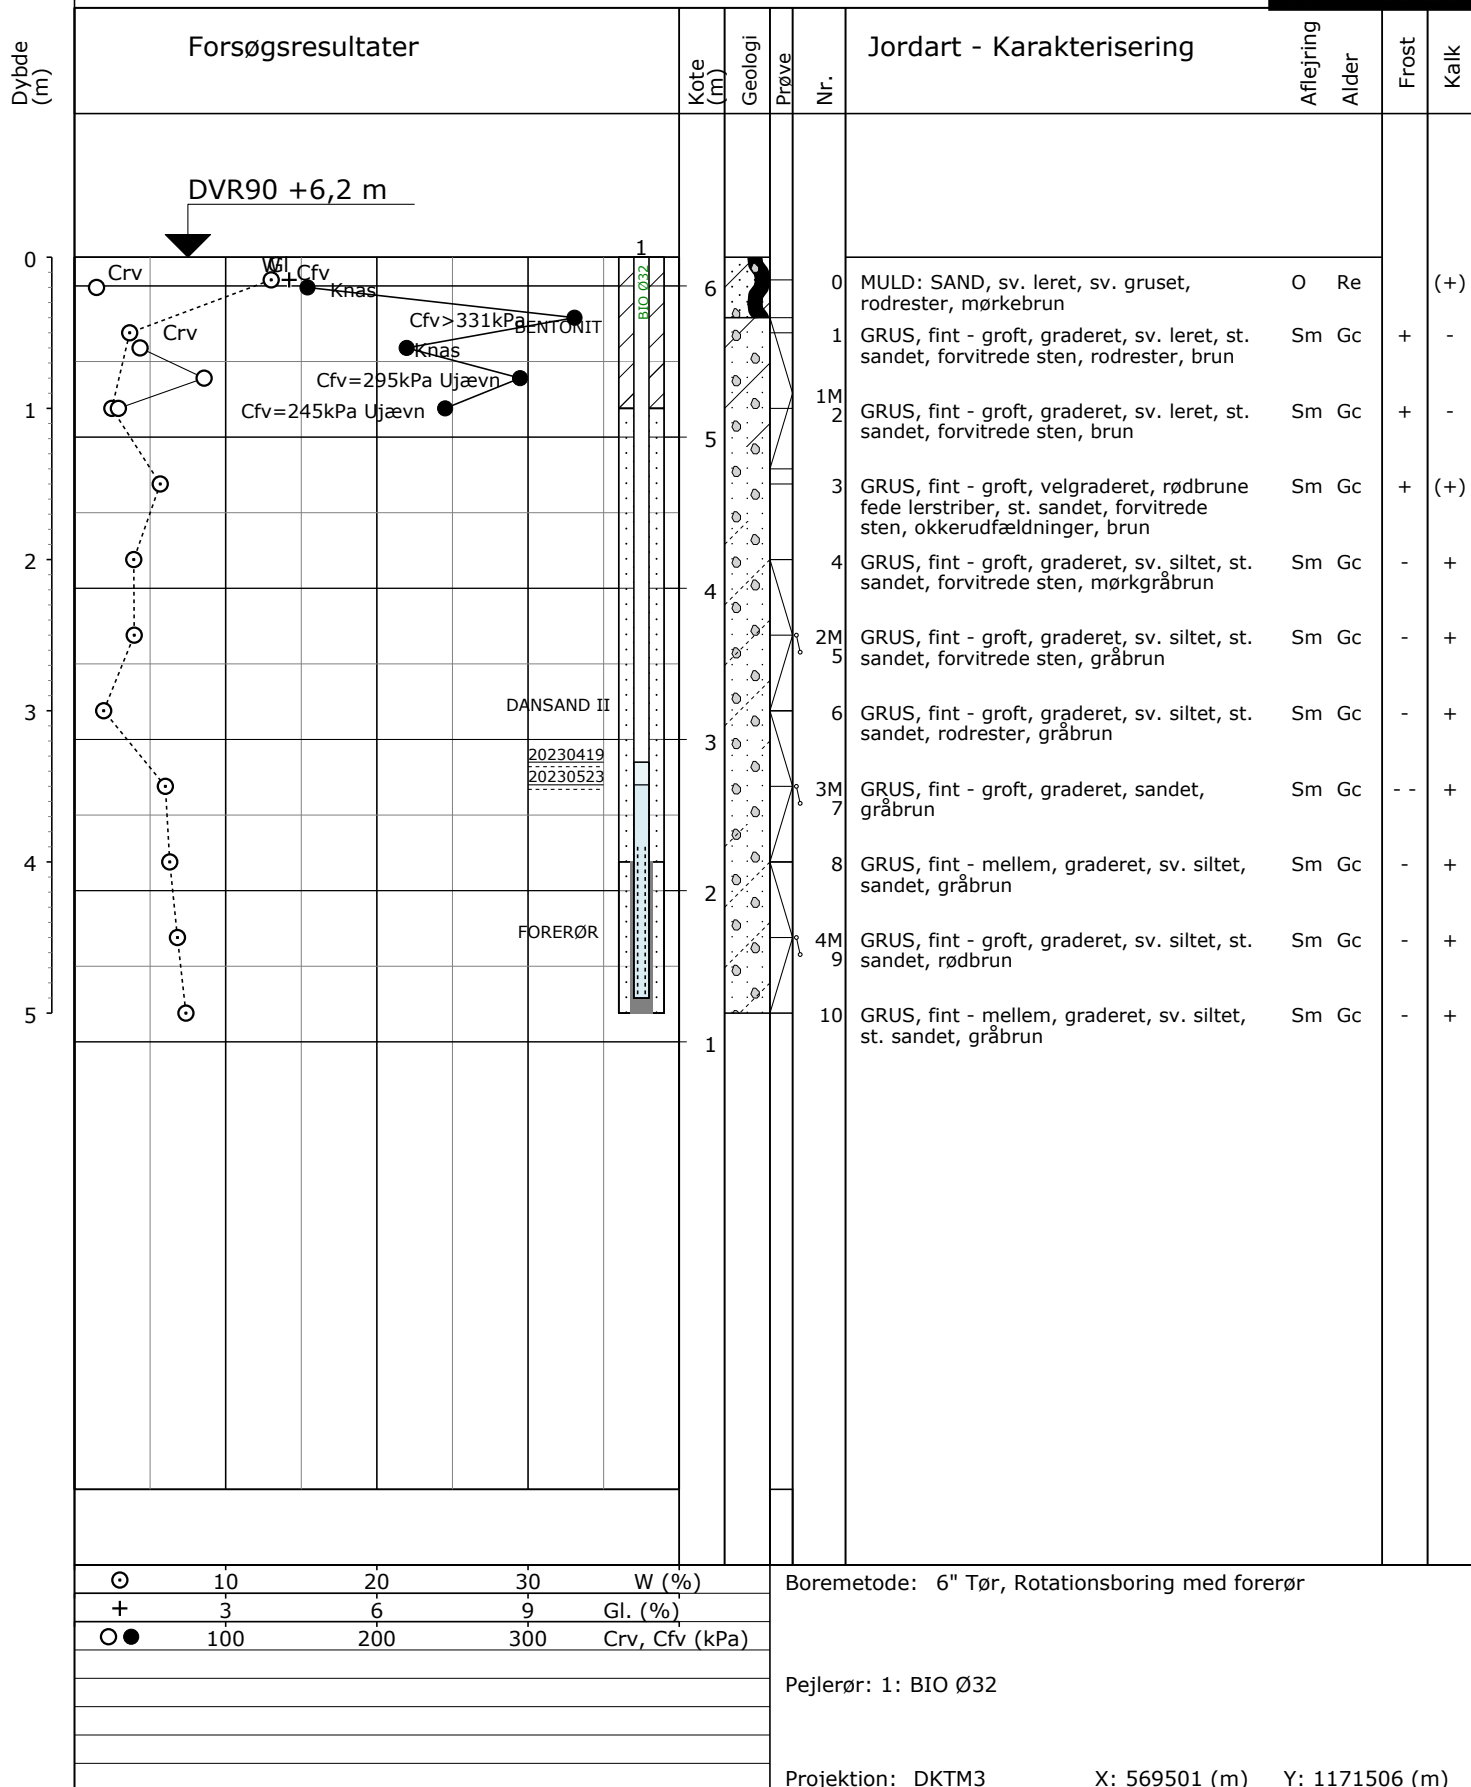 Dybde
(m)
Forsøgsresultater
Kote
(m)
Geologi
Prøve
Nr.
Jordart - Karakterisering
Aflejring
Alder
Frost
Kalk
DVR90 +6,2 m
0
1
2
3
4
5
Crv
W
Gl
Cfv
Knas
Cfv>331kPa
BENTONIT
Crv
Knas
Cfv=295kPa Ujævn
Cfv=245kPa Ujævn
DANSAND II
20230419
20230523
FORERØR
1
BIO Ø32
6
5
4
3
2
1
0 MULD: SAND, sv. leret, sv. gruset, O Re (+)
rodrester, mørkebrun
1 GRUS, fint - groft, graderet, sv. leret, st. Sm Gc + -
sandet, forvitrede sten, rodrester, brun
1M
2 GRUS, fint - groft, graderet, sv. leret, st. Sm Gc + -
sandet, forvitrede sten, brun
3 GRUS, fint - groft, velgraderet, rødbrune Sm Gc + (+)
fede lerstriber, st. sandet, forvitrede
sten, okkerudfældninger, brun
4 GRUS, fint - groft, graderet, sv. siltet, st. Sm Gc - +
sandet, forvitrede sten, mørkgråbrun
2M GRUS, fint - groft, graderet, sv. siltet, st. Sm Gc - +
5 sandet, forvitrede sten, gråbrun
6 GRUS, fint - groft, graderet, sv. siltet, st. Sm Gc - +
sandet, rodrester, gråbrun
3M GRUS, fint - groft, graderet, sandet, Sm Gc - - +
7 gråbrun
8 GRUS, fint - mellem, graderet, sv. siltet, Sm Gc - +
sandet, gråbrun
4M GRUS, fint - groft, graderet, sv. siltet, st. Sm Gc - +
9 sandet, rødbrun
10 GRUS, fint - mellem, graderet, sv. siltet, Sm Gc - +
st. sandet, gråbrun
10 20 30 W (%)
+ 3 6 9 Gl. (%)
100 200 300 Crv, Cfv (kPa)
Boremetode: 6" Tør, Rotationsboring med forerør
Pejlerør: 1: BIO Ø32
Projektion: DKTM3 X: 569501 (m) Y: 1171506 (m)